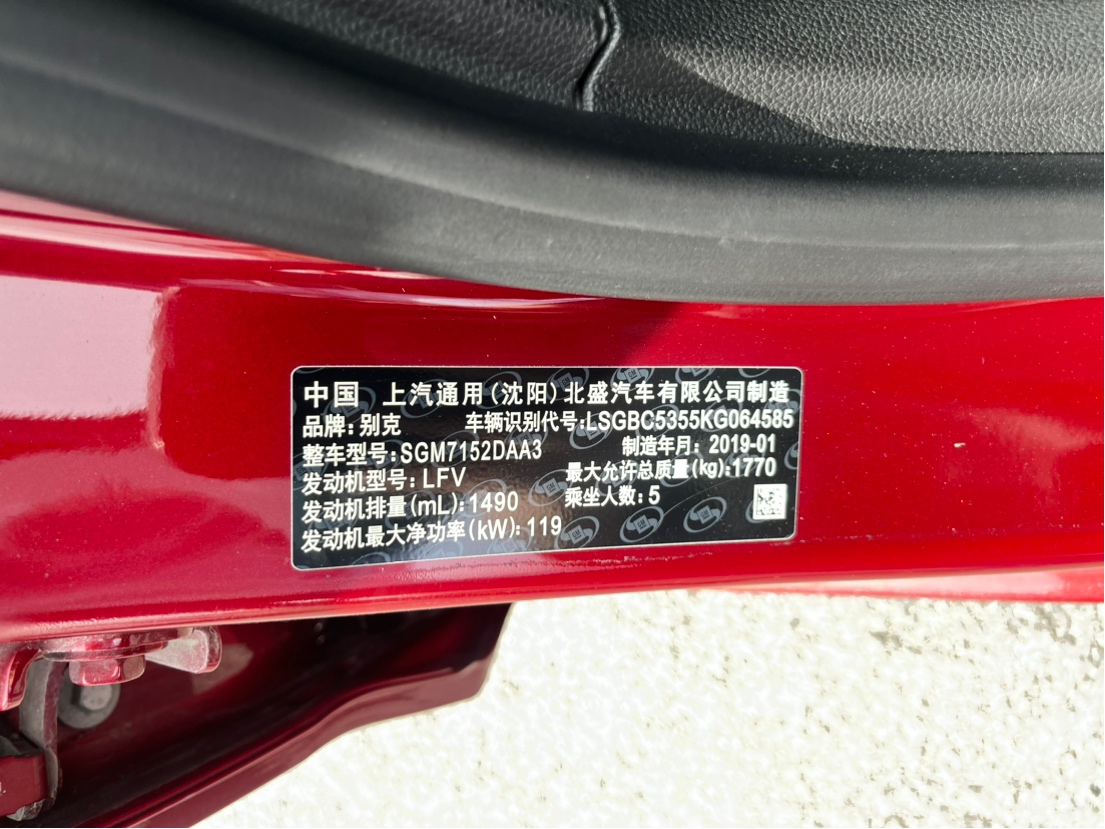 中国 上汽通用(沈阳)北盛汽车有限公司制造
品牌:别克 车辆识别代号:LSGBC5355KG064585
整车型号:SGM7152DAA3 制造年月:2019-01
发动机型号:LFV 最大允许总质量(kg):1770
发动机排量(mL):1490 乘坐人数:5
发动机最大净功率(kW):119